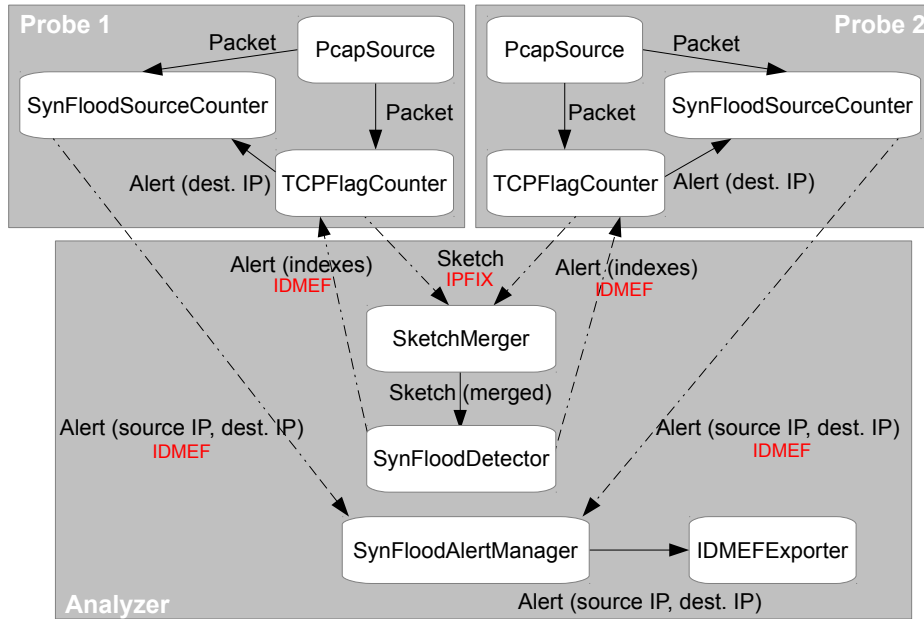 Probe 1
Probe 2
Packet
PcapSource
PcapSource
Packet
SynFloodSourceCounter
SynFloodSourceCounter
Packet
Packet
Alert (dest. IP)
TCPFlagCounter
TCPFlagCounter
Alert (dest. IP)
Alert (indexes)
IDMEF
Sketch
IPFIX
Alert (indexes)
IDMEF
SketchMerger
Sketch (merged)
Alert (source IP, dest. IP)
IDMEF
SynFloodDetector
Alert (source IP, dest. IP)
IDMEF
SynFloodAlertManager
IDMEFExporter
Analyzer
Alert (source IP, dest. IP)